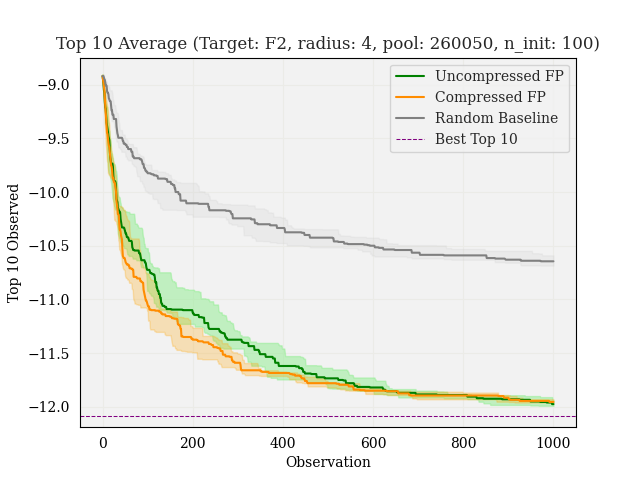 Top 10 Average (Target: F2, radius: 4, pool: 260050, n_init: 100)
Uncompressed FP
Compressed FP
Random Baseline
Best Top 10
Top 10 Observed
−9.0
−9.5
−10.0
−10.5
−11.0
−11.5
−12.0
0 200 400 600 800 1000
Observation